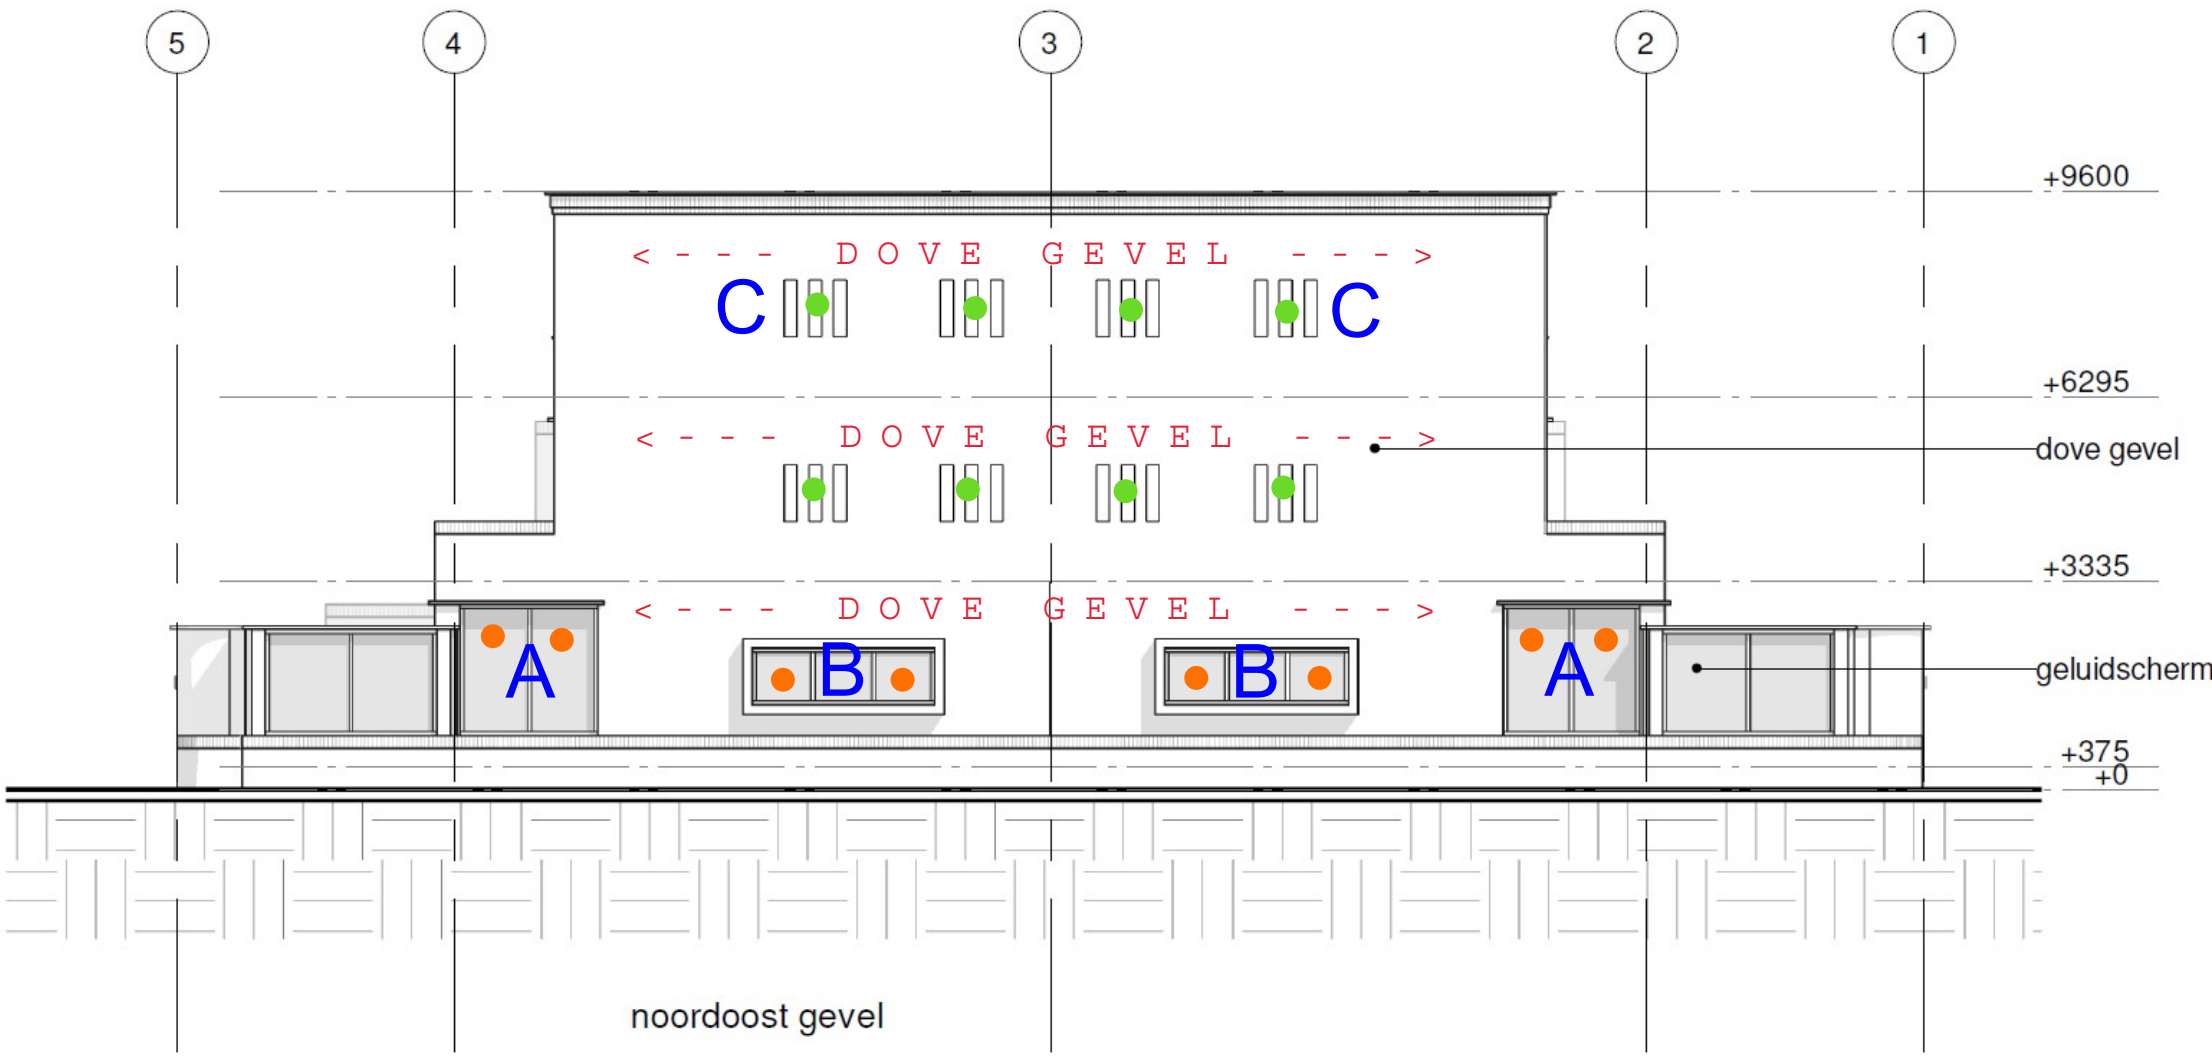 5 4 3 2 1
+9600
< - - - D O V E G E V E L - - - >
C C
+6295
< - - - D O V E G E V E L - - - >
dove gevel
+3335
< - - - D O V E G E V E L - - - >
A B B A
geluidscherm
+375
+0
noordoost gevel